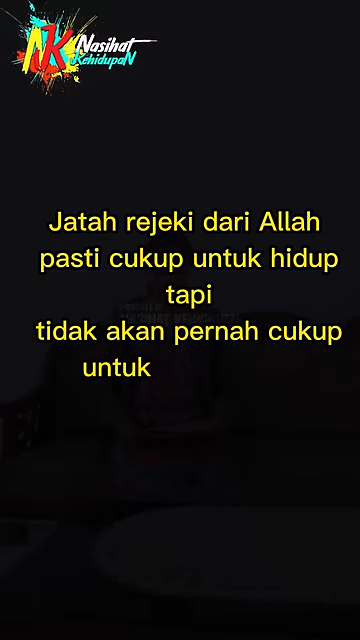 Nasihat
KehidupaN
Jatah rejeki dari Allah
pasti cukup untuk hidup
tapi
tidak akan pernah cukup
untuk